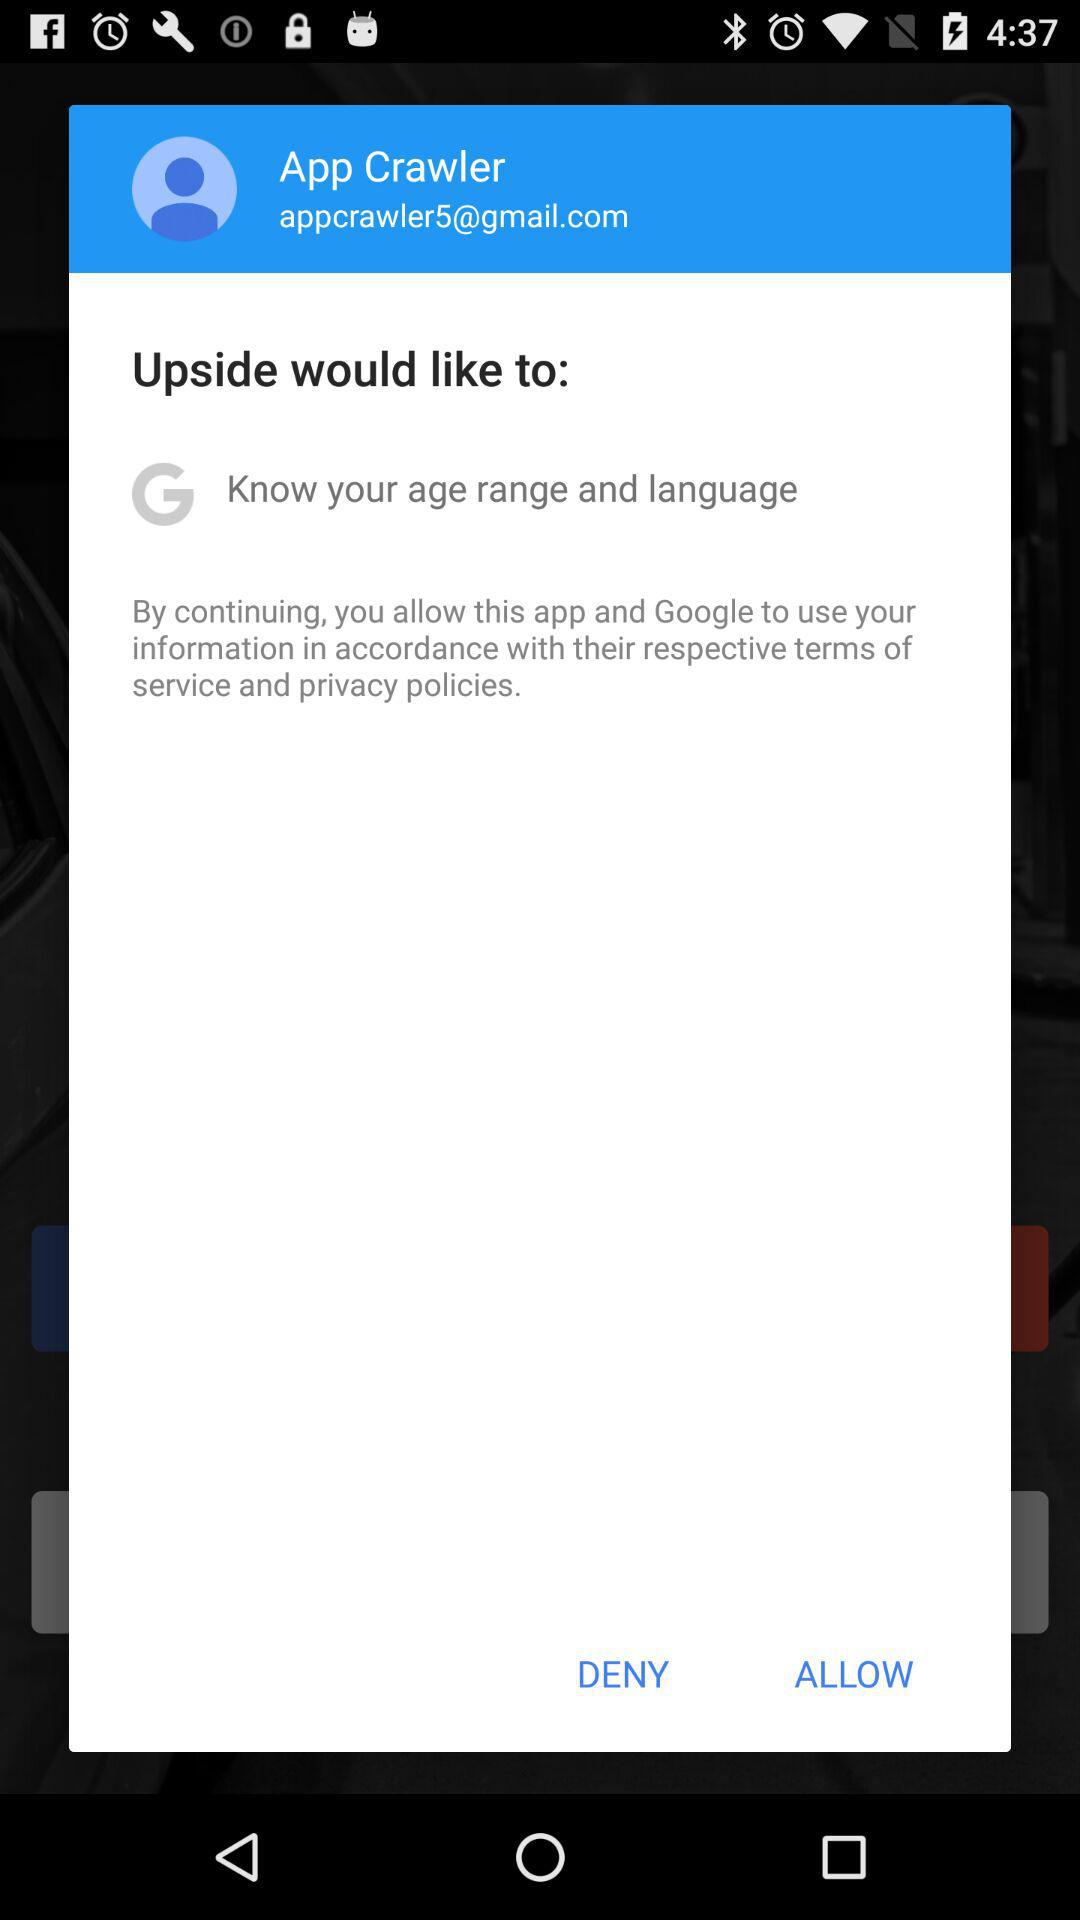 4:37
App Crawler
appcrawler5@gmail.com
Upside would like to:
Know your age range and language
By continuing, you allow this app and Google to use your
information in accordance with their respective terms of
service and privacy policies.
DENY ALLOW